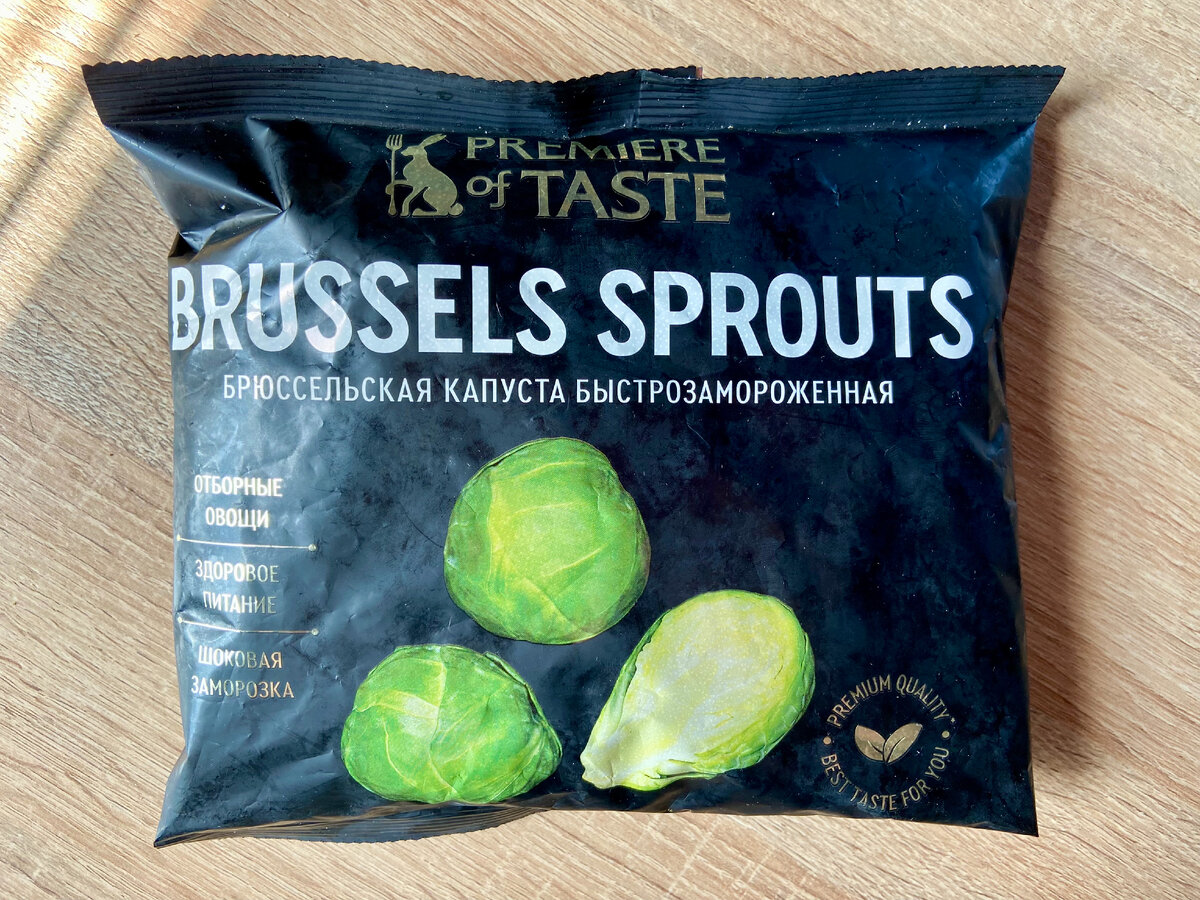 PREMIERE
of TASTE
BRUSSELS SPROUTS
БРЮССЕЛЬСКАЯ КАПУСТА БЫСТРОЗАМОРОЖЕННАЯ
ОТБОРНЫЕ
ОВОЩИ
ЗДОРОВОЕ
ПИТАНИЕ
ШОКОВАЯ
ЗАМОРОЗКА
PREMIUM QUALITY*
BEST TASTE FOR YOU